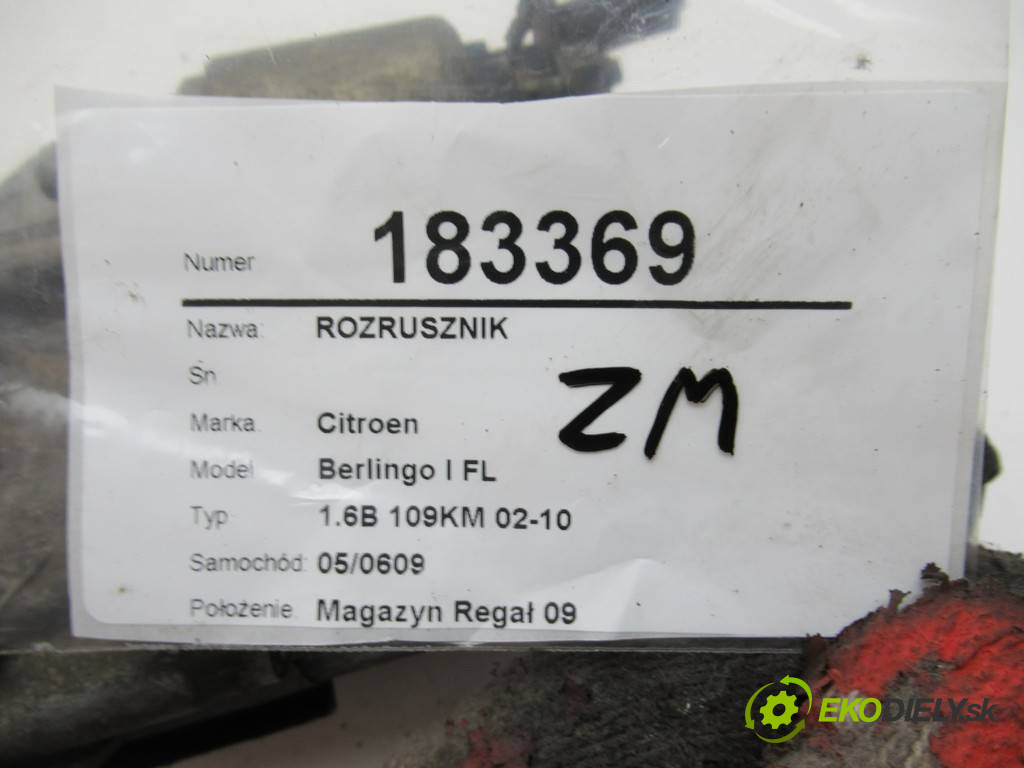 Numer 183369
Nazwa: ROZRUSZNIK
Sn
ZM
Marka. Citroen
Model Berlingo I FL
Typ 1.6B 109KM 02-10
Samochód: 05/0609
Położenie. Magazyn Regał 09
EKODIELY.sk